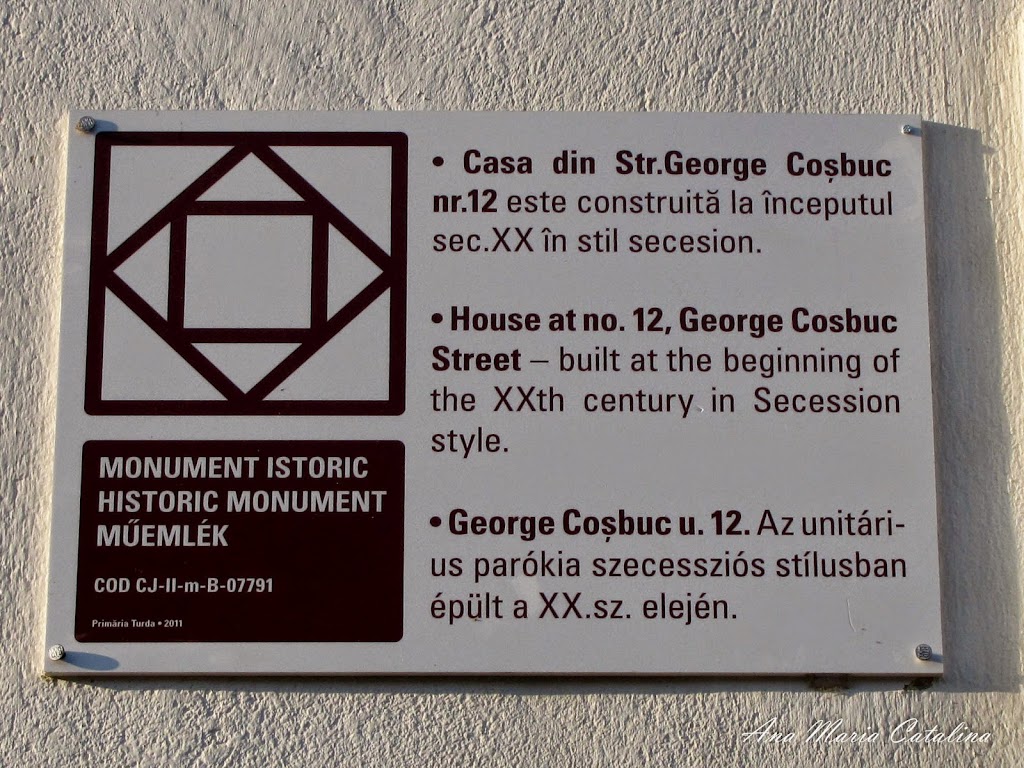 • Casa din Str.George Coșbuc
nr.12 este construită la începutul
sec.XX în stil secesion.
• House at no. 12, George Cosbuc
Street – built at the beginning of
the XXth century in Secession
style.
• George Coșbuc u. 12. Az unitári-
us parókia szecessziós stílusban
épült a XX.sz. elején.
MONUMENT ISTORIC
HISTORIC MONUMENT
MŰEMLÉK
COD CJ-II-m-B-07791
Primăria Turda • 2011
Ana Maria Catalina